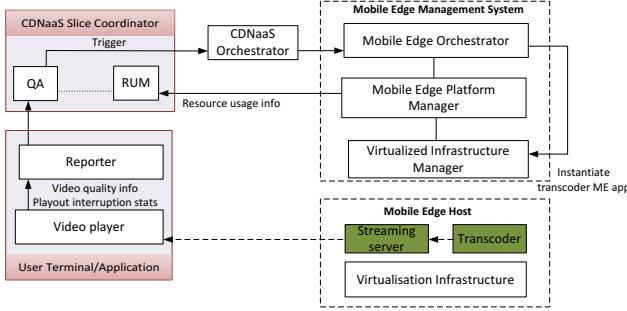 CDNaaS Slice Coordinator
Trigger
QA
RUM
CDNaaS
Orchestrator
Mobile Edge Management System
Mobile Edge Orchestrator
Mobile Edge Platform
Manager
Virtualized Infrastructure
Manager
Resource usage info
Instantiate
transcoder ME app
Reporter
Video quality info
Playout interruption stats
Video player
User Terminal/Application
Mobile Edge Host
Streaming
server
Transcoder
Virtualisation Infrastructure